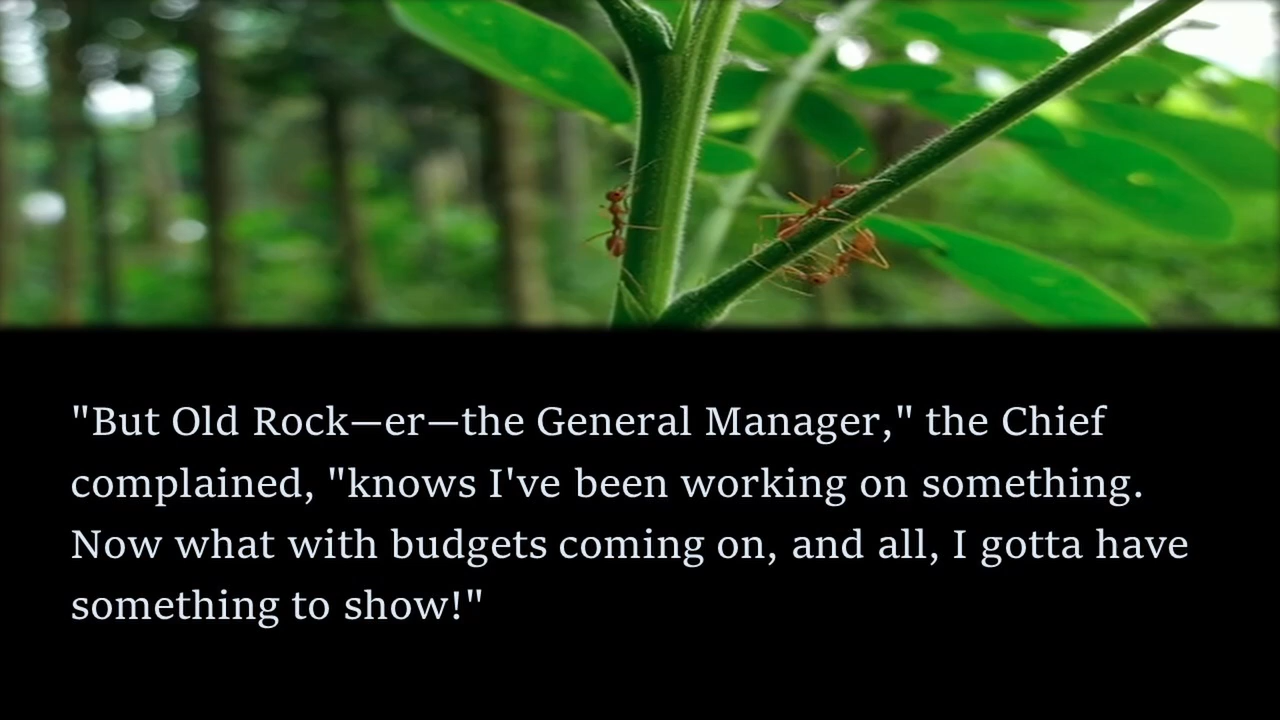 "But Old Rock—er—the General Manager," the Chief
complained, "knows I've been working on something.
Now what with budgets coming on, and all, I gotta have
something to show!"